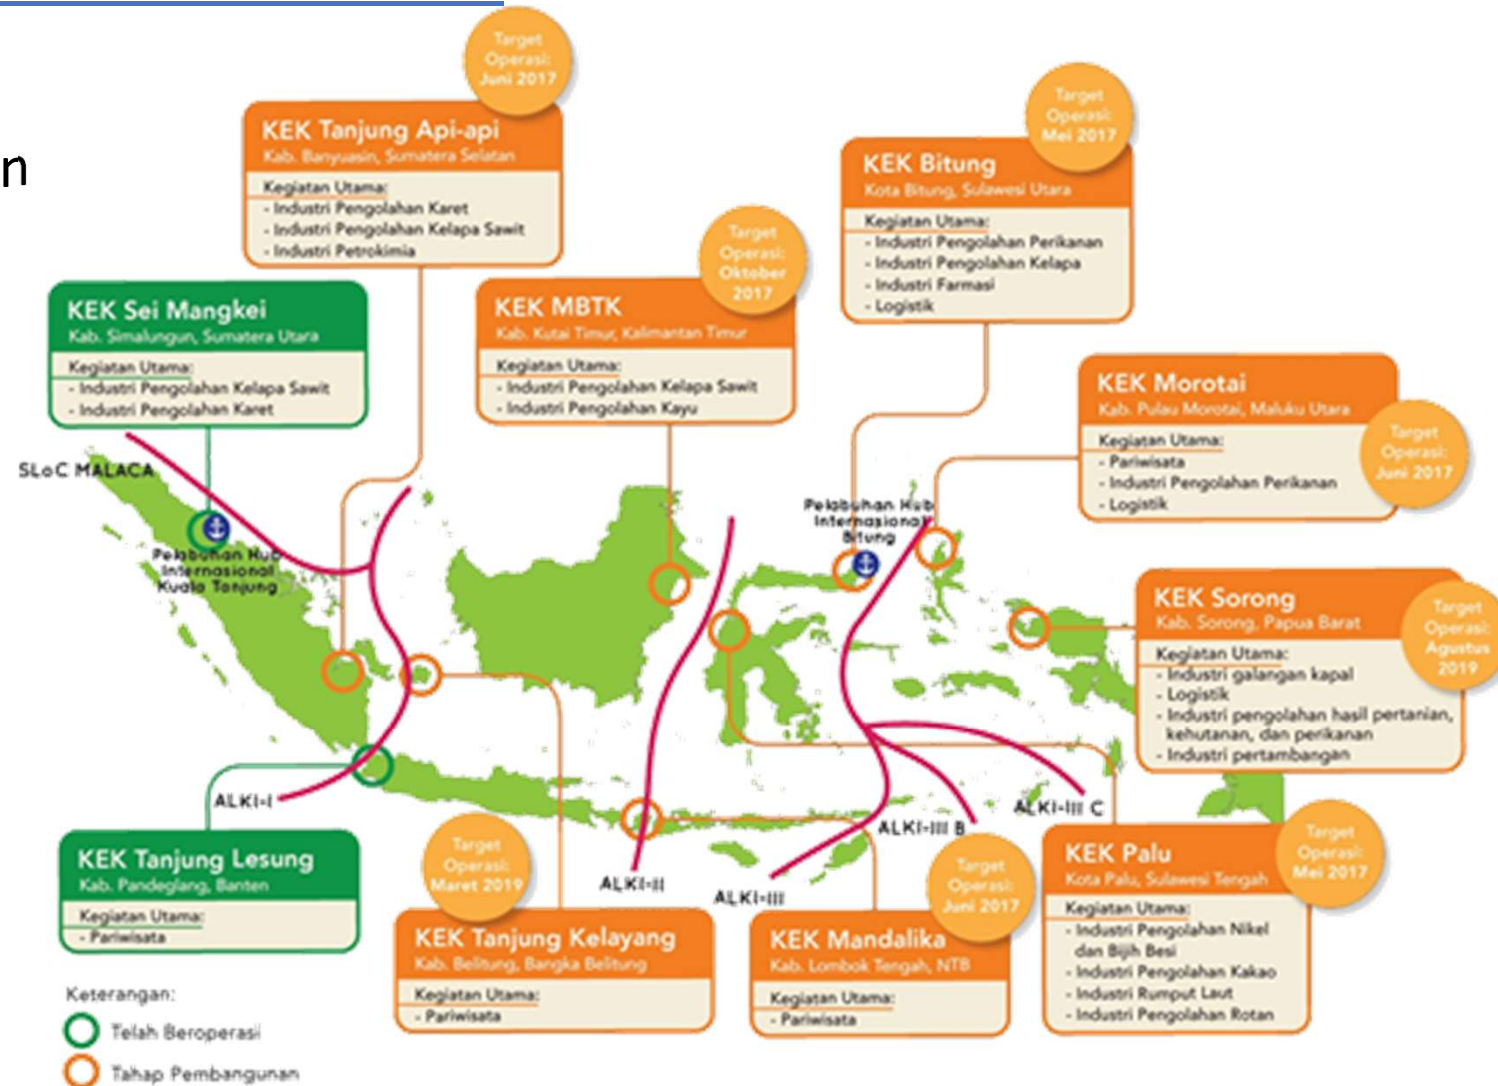 n
Target
Operasi:
Juni 2017
KEK Tanjung Api-api
Kab. Banyuasin, Sumatera Selatan
Kegiatan Utama:
- Industri Pengolahan Karet
- Industri Pengolahan Kelapa Sawit
- Industri Petrokimia
Target
Operasi:
Mei 2017
KEK Bitung
Kota Bitung, Sulawesi Utara
Kegiatan Utama:
- Industri Pengolahan Perikanan
- Industri Pengolahan Kelapa
- Industri Farmasi
- Logistik
Target
Operasi:
Oktober
2017
KEK MBTK
Kab. Kutai Timur, Kalimantan Timur
Kegiatan Utama:
- Industri Pengolahan Kelapa Sawit
- Industri Pengolahan Kayu
KEK Sei Mangkei
Kab. Simalungun, Sumatera Utara
Kegiatan Utama:
- Industri Pengolahan Kelapa Sawit
- Industri Pengolahan Karet
KEK Morotai
Kab. Pulau Morotai, Maluku Utara
Kegiatan Utama:
- Pariwisata
- Industri Pengolahan Perikanan
- Logistik
Target
Operasi:
Juni 2017
SLoC MALACA
Pelabuhan Hub
Internasional
Kuala Tanjung
Pelabuhan Hub
Internasional
Bitung
KEK Sorong
Kab. Sorong, Papua Barat
Kegiatan Utama:
- Industri galangan kapal
- Logistik
- Industri pengolahan hasil pertanian,
kehutanan, dan perikanan
- Industri pertambangan
Target
Operasi:
Agustus
2019
ALKI-I
ALKI-II
ALKI-III
ALKI-III B
ALKI-III C
KEK Tanjung Lesung
Kab. Pandeglang, Banten
Kegiatan Utama:
- Pariwisata
Target
Operasi:
Maret 2019
KEK Tanjung Kelayang
Kab. Belitung, Bangka Belitung
Kegiatan Utama:
- Pariwisata
Target
Operasi:
Juni 2017
KEK Mandalika
Kab. Lombok Tengah, NTB
Kegiatan Utama:
- Pariwisata
Target
Operasi:
Mei 2017
KEK Palu
Kota Palu, Sulawesi Tengah
Kegiatan Utama:
- Industri Pengolahan Nikel
dan Bijih Besi
- Industri Pengolahan Kakao
- Industri Rumput Laut
- Industri Pengolahan Rotan
Keterangan:
Telah Beroperasi
Tahap Pembangunan